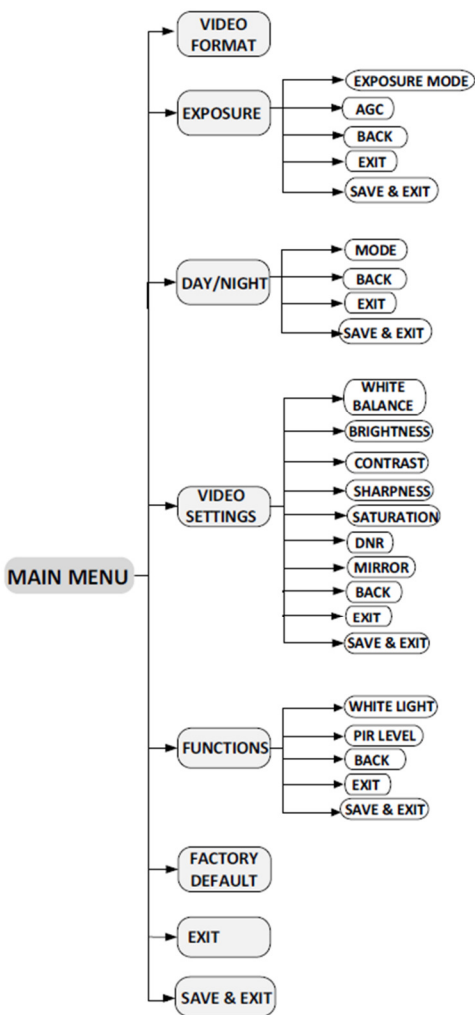 VIDEO
FORMAT
EXPOSURE
EXPOSURE MODE
AGC
BACK
EXIT
SAVE & EXIT
DAY/NIGHT
MODE
BACK
EXIT
SAVE & EXIT
VIDEO
SETTINGS
WHITE
BALANCE
BRIGHTNESS
CONTRAST
SHARPNESS
SATURATION
DNR
MIRROR
BACK
EXIT
SAVE & EXIT
MAIN MENU
FUNCTIONS
WHITE LIGHT
PIR LEVEL
BACK
EXIT
SAVE & EXIT
FACTORY
DEFAULT
EXIT
SAVE & EXIT